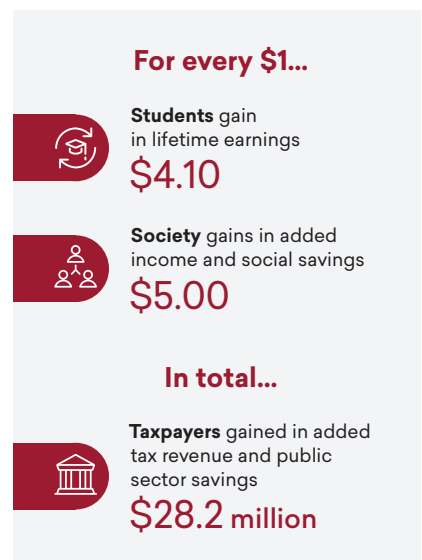 For every $1...
Students gain
in lifetime earnings
$4.10
Society gains in added
income and social savings
$5.00
In total...
Taxpayers gained in added
tax revenue and public
sector savings
$28.2 million